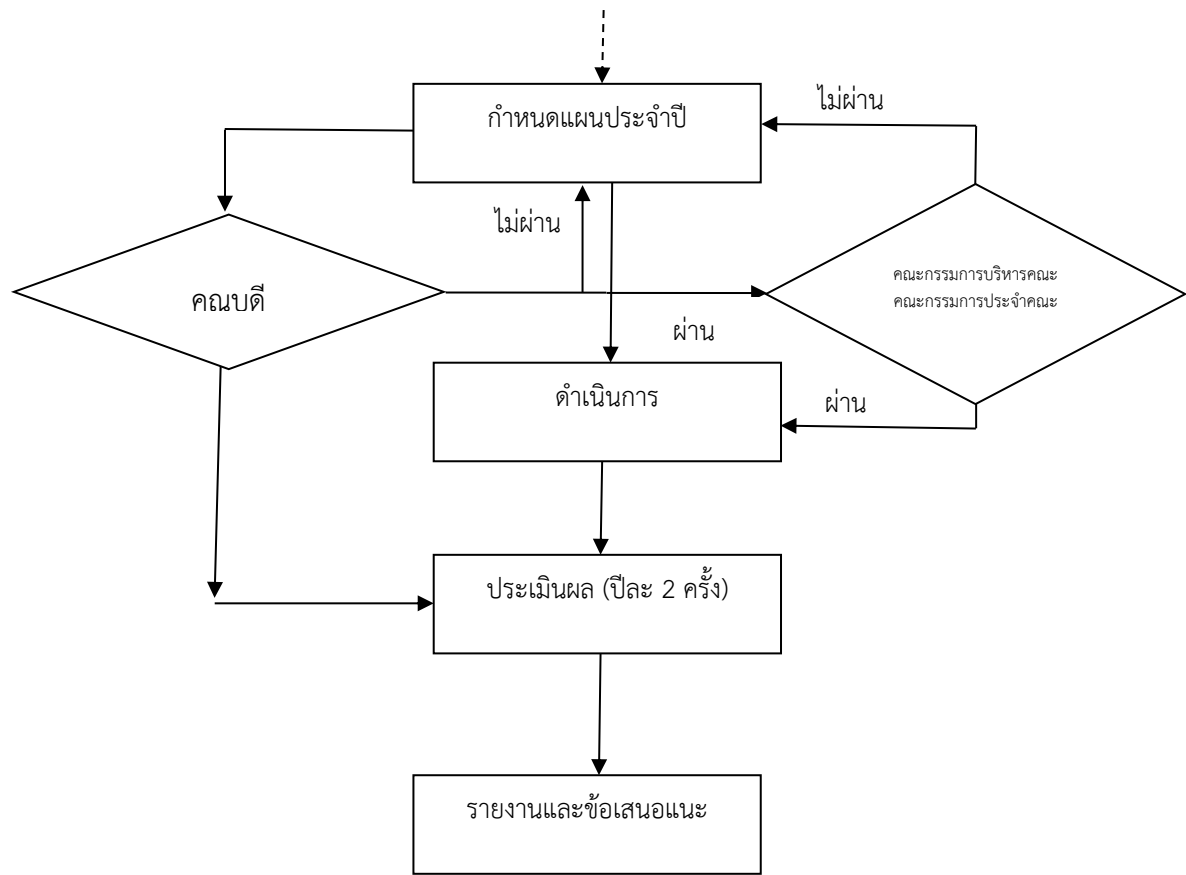 กำหนดแผนประจำปี
ไม่ผ่าน
ไม่ผ่าน
คณบดี
คณะกรรมการบริหารคณะ
คณะกรรมการประจำคณะ
ผ่าน
ดำเนินการ
ผ่าน
ประเมินผล (ปีละ 2 ครั้ง)
รายงานและข้อเสนอแนะ